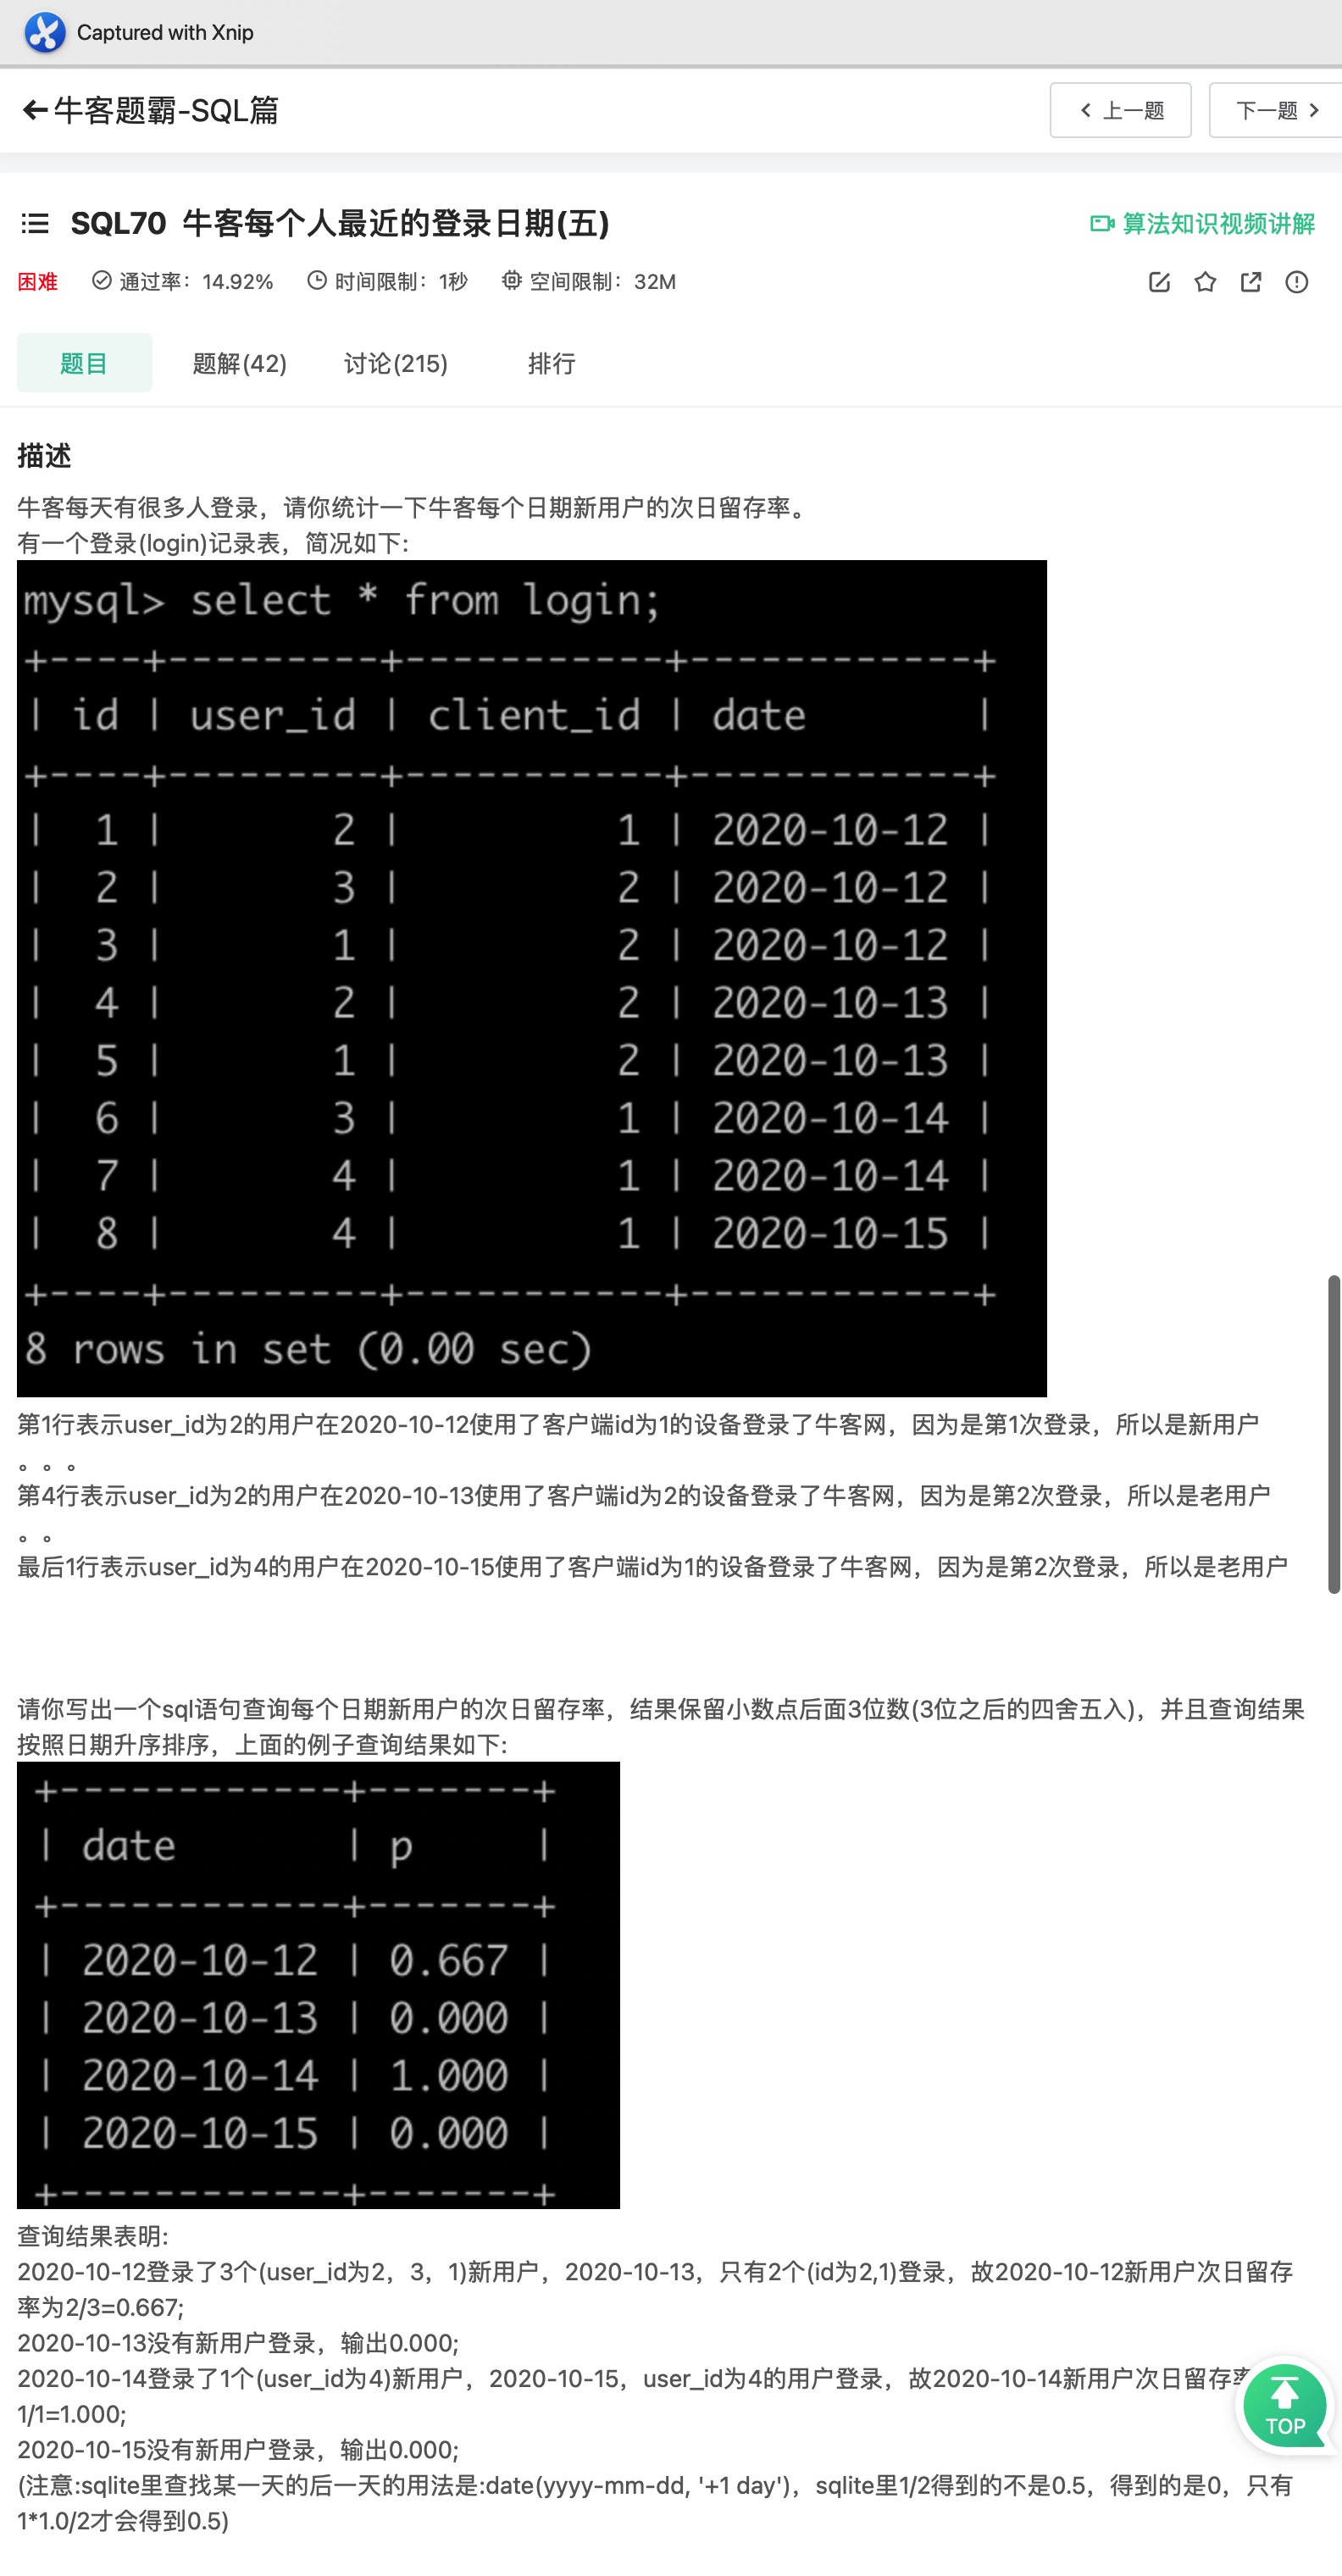 Captured with Xnip
牛客题霸-SQL篇
上一题
下一题
SQL70 牛客每个人最近的登录日期(五)
算法知识视频讲解
困难 通过率：14.92% 时间限制：1秒 空间限制：32M
题目 题解(42) 讨论(215) 排行
描述
牛客每天有很多人登录，请你统计一下牛客每个日期新用户的次日留存率。
有一个登录(login)记录表，简况如下:
mysql> select * from login;
+----+---------+-----------+------------+
| id | user_id | client_id | date       |
+----+---------+-----------+------------+
|  1 |       2 |         1 | 2020-10-12 |
|  2 |       3 |         2 | 2020-10-12 |
|  3 |       1 |         2 | 2020-10-12 |
|  4 |       2 |         2 | 2020-10-13 |
|  5 |       1 |         2 | 2020-10-13 |
|  6 |       3 |         1 | 2020-10-14 |
|  7 |       4 |         1 | 2020-10-14 |
|  8 |       4 |         1 | 2020-10-15 |
+----+---------+-----------+------------+
8 rows in set (0.00 sec)
第1行表示user_id为2的用户在2020-10-12使用了客户端id为1的设备登录了牛客网，因为是第1次登录，所以是新用户
。。。
第4行表示user_id为2的用户在2020-10-13使用了客户端id为2的设备登录了牛客网，因为是第2次登录，所以是老用户
。。
最后1行表示user_id为4的用户在2020-10-15使用了客户端id为1的设备登录了牛客网，因为是第2次登录，所以是老用户
请你写出一个sql语句查询每个日期新用户的次日留存率，结果保留小数点后面3位数(3位之后的四舍五入)，并且查询结果
按照日期升序排序，上面的例子查询结果如下:
+------------+-------+
| date       | p     |
+------------+-------+
| 2020-10-12 | 0.667 |
| 2020-10-13 | 0.000 |
| 2020-10-14 | 1.000 |
| 2020-10-15 | 0.000 |
+------------+-------+
查询结果表明:
2020-10-12登录了3个(user_id为2，3，1)新用户，2020-10-13，只有2个(id为2,1)登录，故2020-10-12新用户次日留存
率为2/3=0.667;
2020-10-13没有新用户登录，输出0.000;
2020-10-14登录了1个(user_id为4)新用户，2020-10-15，user_id为4的用户登录，故2020-10-14新用户次日留存率
1/1=1.000;
TOP
2020-10-15没有新用户登录，输出0.000;
(注意:sqlite里查找某一天的后一天的用法是:date(yyyy-mm-dd, '+1 day')，sqlite里1/2得到的不是0.5，得到的是0，只有
1*1.0/2才会得到0.5)